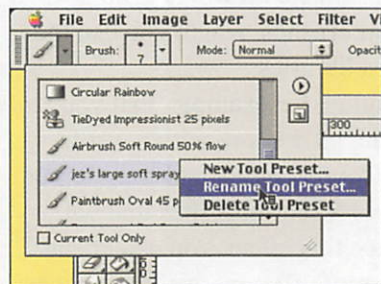 File Edit Image Layer Select Filter
Brush: 7 Mode: Normal Opacit
Circular Rainbow
TieDyed Impressionist 25 pixels
300
Airbrush Soft Round 50% flow
jez's large soft spray
New Tool Preset...
Rename Tool Preset...
Paintbrush Oval 45 p
Delete Tool Preset
Current Tool Only